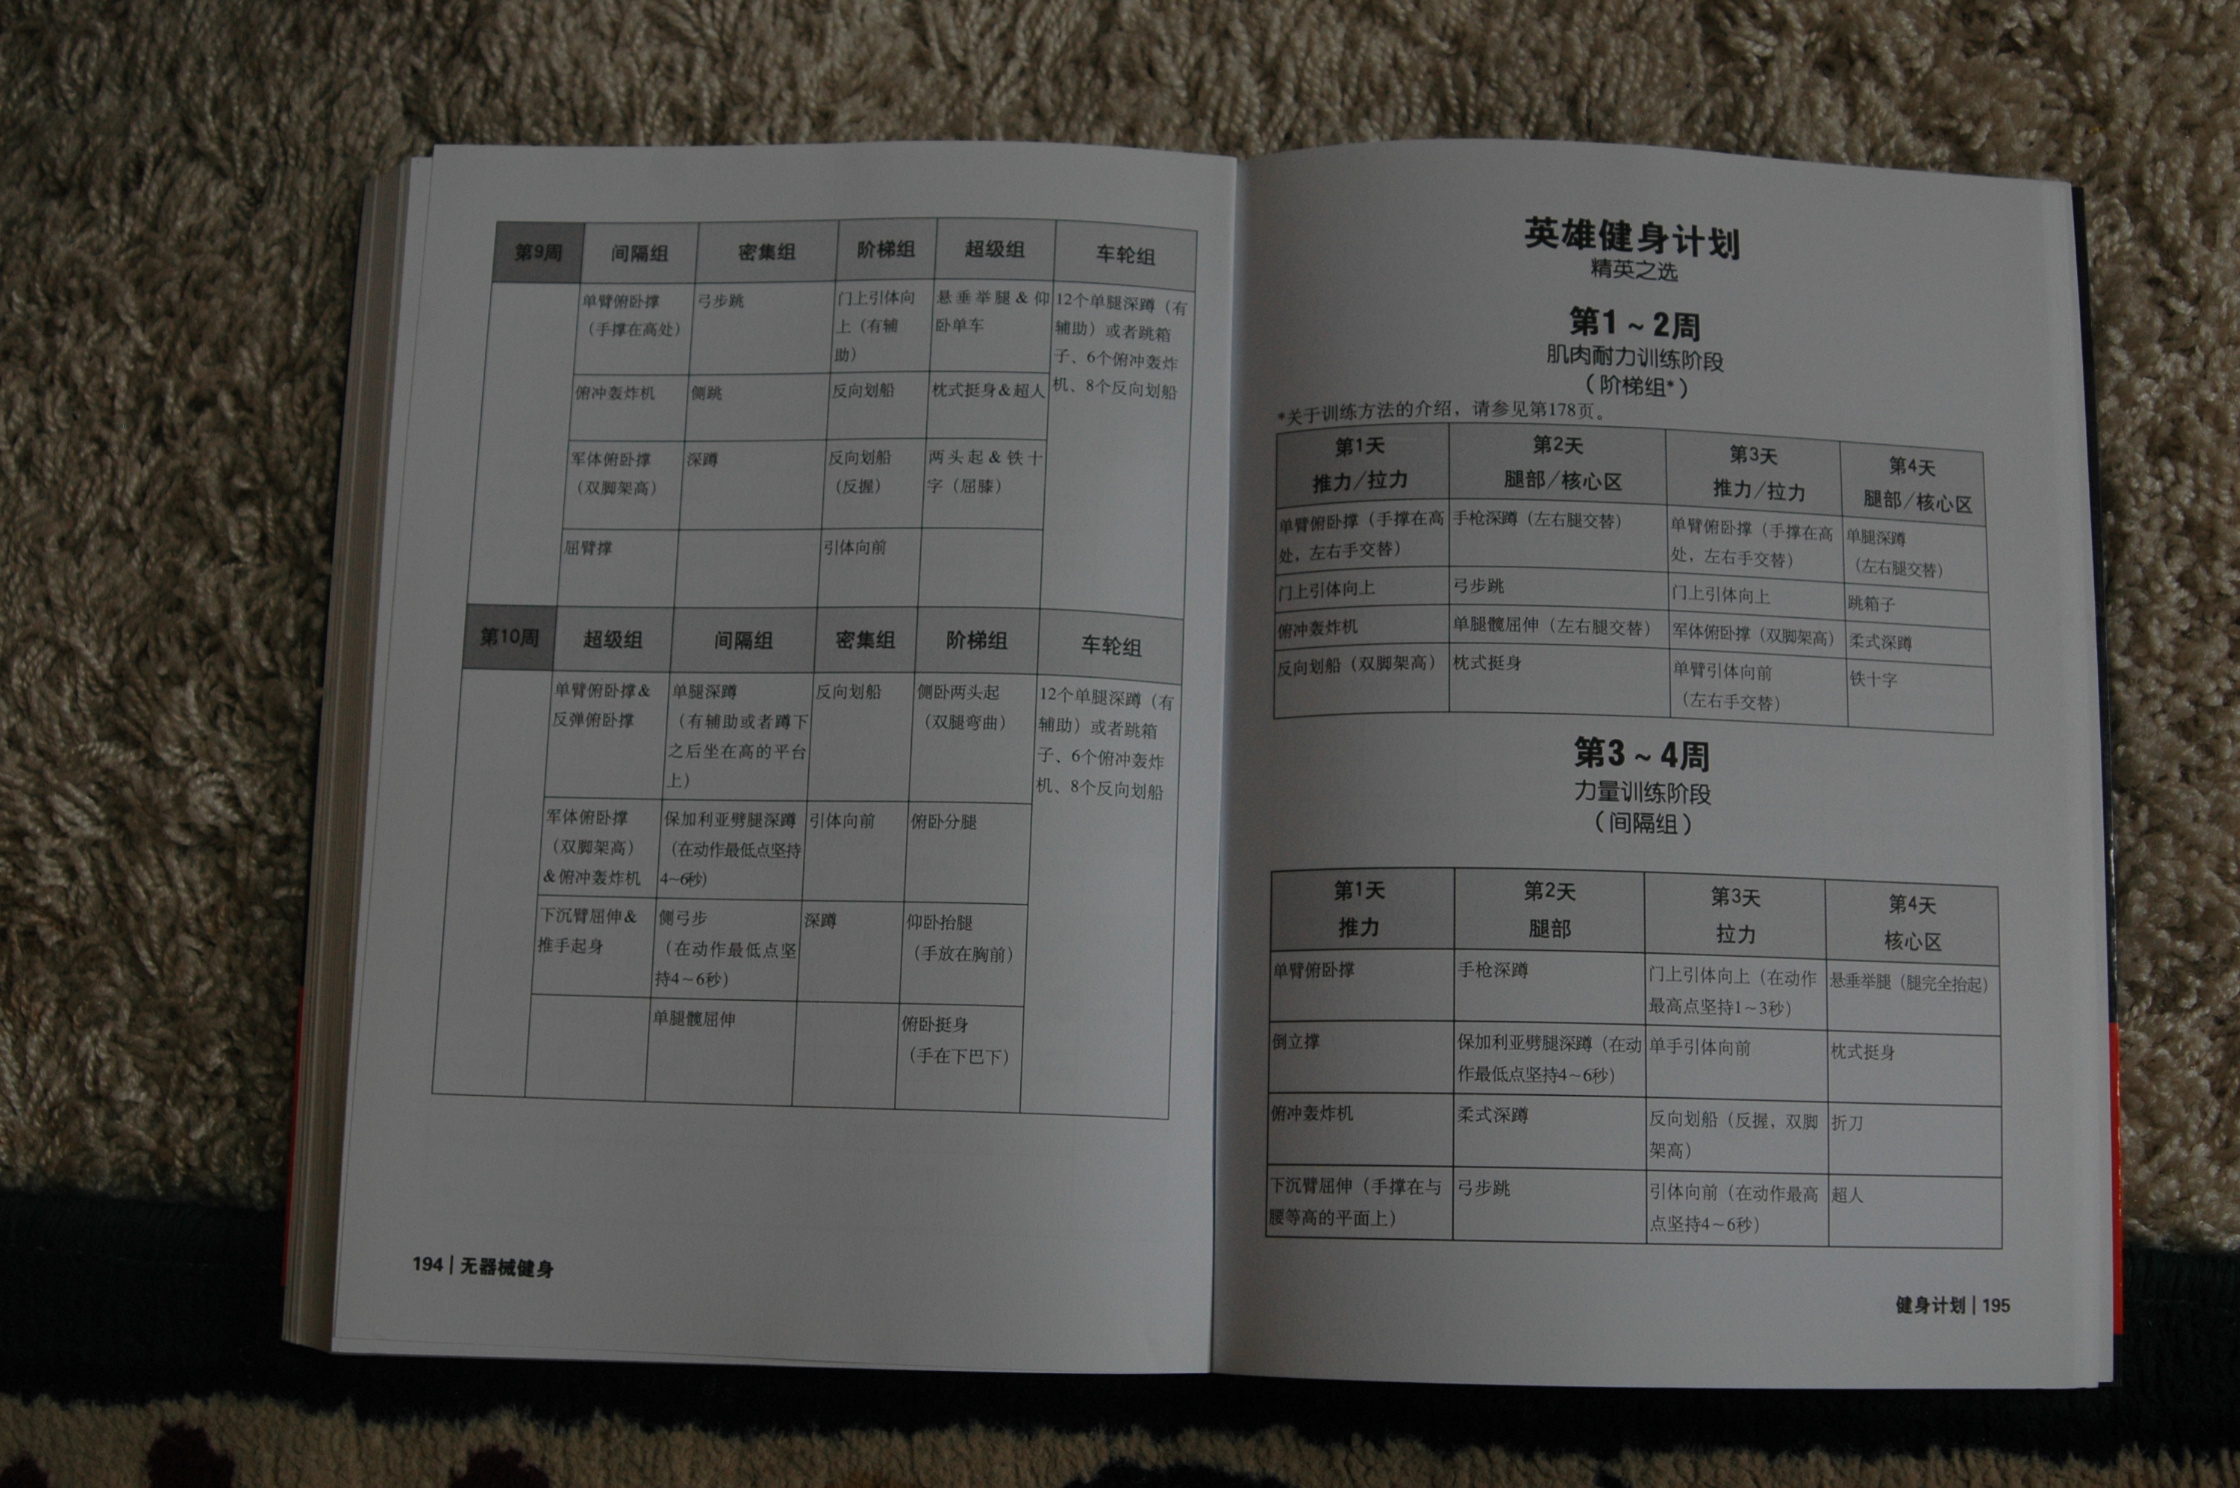 第9周
间隔组
密集组
阶梯组
超级组
车轮组
单臂俯卧撑
（手撑在高处）
弓步跳
门上引体向
上（有辅
助）
悬垂举腿&仰
卧单车
12个单腿深蹲（有
辅助）或者跳箱
子、6个俯冲轰炸
机、8个反向划船
俯冲轰炸机
侧跳
反向划船
枕式挺身&超人
军体俯卧撑
（双脚架高）
深蹲
反向划船
（反握）
两头起&铁十
字（屈膝）
屈臂撑
引体向前
第10周
超级组
间隔组
密集组
阶梯组
车轮组
单臂俯卧撑&
反弹俯卧撑
单腿深蹲
（有辅助或者蹲下
之后坐在高的平台
上）
反向划船
侧卧两头起
（双腿弯曲）
12个单腿深蹲（有
辅助）或者跳箱
子、6个俯冲轰炸
机、8个反向划船
军体俯卧撑
（双脚架高）
&俯冲轰炸机
保加利亚劈腿深蹲
（在动作最低点坚持
4~6秒）
引体向前
俯卧分腿
下沉臂屈伸&
推手起身
侧弓步
（在动作最低点坚
持4~6秒）
深蹲
仰卧抬腿
（手放在胸前）
单腿髋屈伸
俯卧挺身
（手在下巴下）
194 | 无器械健身
英雄健身计划
精英之选
第1～2周
肌肉耐力训练阶段
（阶梯组*）
*关于训练方法的介绍，请参见第178页。
第1天
推力/拉力
第2天
腿部/核心区
第3天
推力/拉力
第4天
腿部/核心区
单臂俯卧撑（手撑在高
处，左右手交替）
手枪深蹲（左右腿交替）
单臂俯卧撑（手撑在高
处，左右手交替）
单腿深蹲
（左右腿交替）
门上引体向上
弓步跳
门上引体向上
跳箱子
俯冲轰炸机
单腿髋屈伸（左右腿交替）
军体俯卧撑（双脚架高）
柔式深蹲
反向划船（双脚架高）
枕式挺身
单臂引体向前
（左右手交替）
铁十字
第3～4周
力量训练阶段
（间隔组）
第1天
推力
第2天
腿部
第3天
拉力
第4天
核心区
单臂俯卧撑
手枪深蹲
门上引体向上（在动作
最高点坚持1～3秒）
悬垂举腿（腿完全抬起）
倒立撑
保加利亚劈腿深蹲（在动
作最低点坚持4~6秒）
单手引体向前
枕式挺身
俯冲轰炸机
柔式深蹲
反向划船（反握，双脚
架高）
折刀
下沉臂屈伸（手撑在与
腰等高的平面上）
弓步跳
引体向前（在动作最高
点坚持4～6秒）
超人
健身计划 | 195